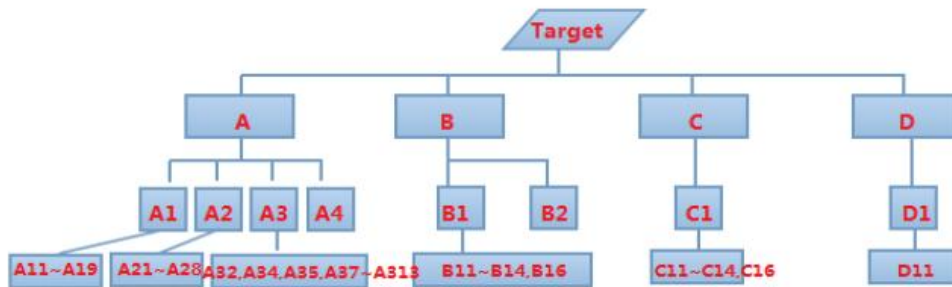 Target
A B C D
A1 A2 A3 A4 B1 B2 C1 D1
A11~A19 A21~A28 A32,A34,A35,A37~A313 B11~B14,B16 C11~C14,C16 D11